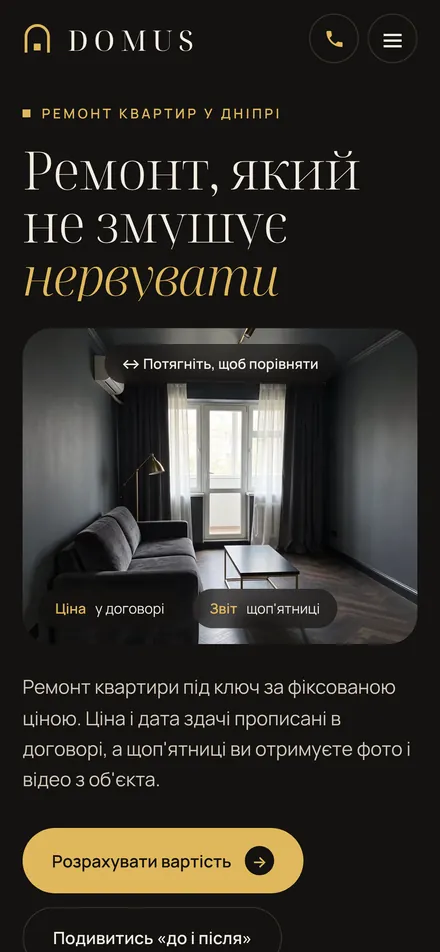 DOMUS
РЕМОНТ КВАРТИР У ДНІПРІ
Ремонт, який
не змушує
нервувати
Потягніть, щоб порівняти
Ціна у договорі
Звіт щоп'ятниці
Ремонт квартири під ключ за фіксованою
ціною. Ціна і дата здачі прописані в
договорі, а щоп'ятниці ви отримуєте фото і
відео з об'єкта.
Розрахувати вартість
Подивитись «до і після»